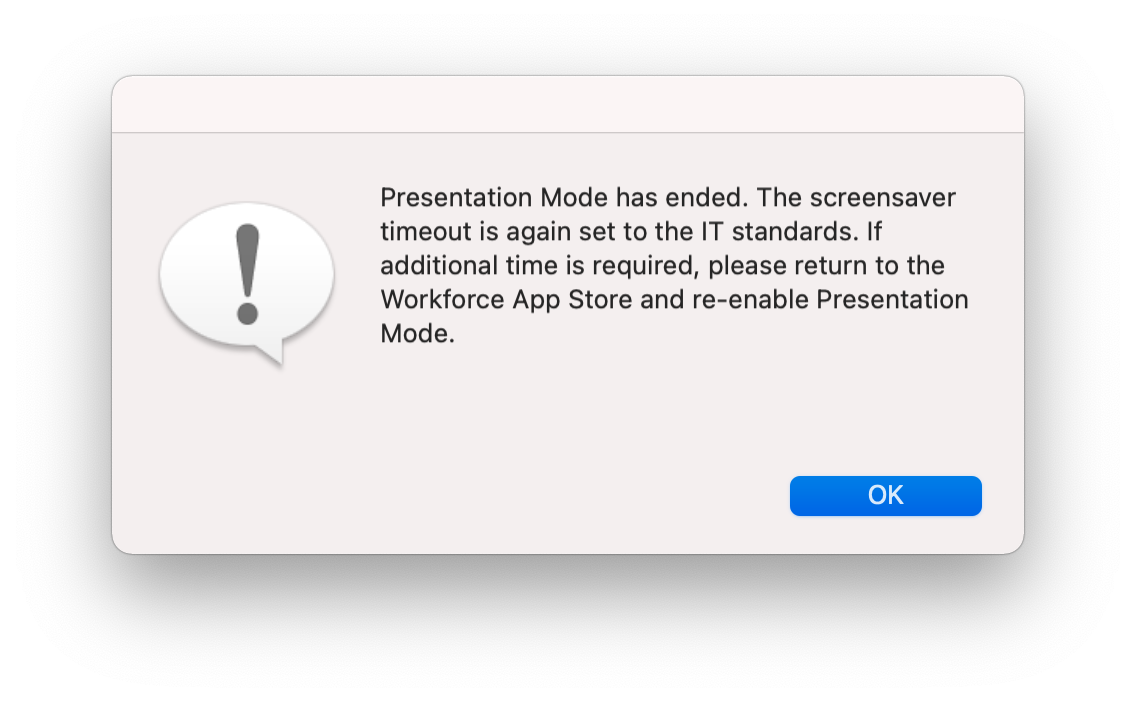 Presentation Mode has ended. The screensaver
timeout is again set to the IT standards. If
additional time is required, please return to the
Workforce App Store and re-enable Presentation
Mode.
OK